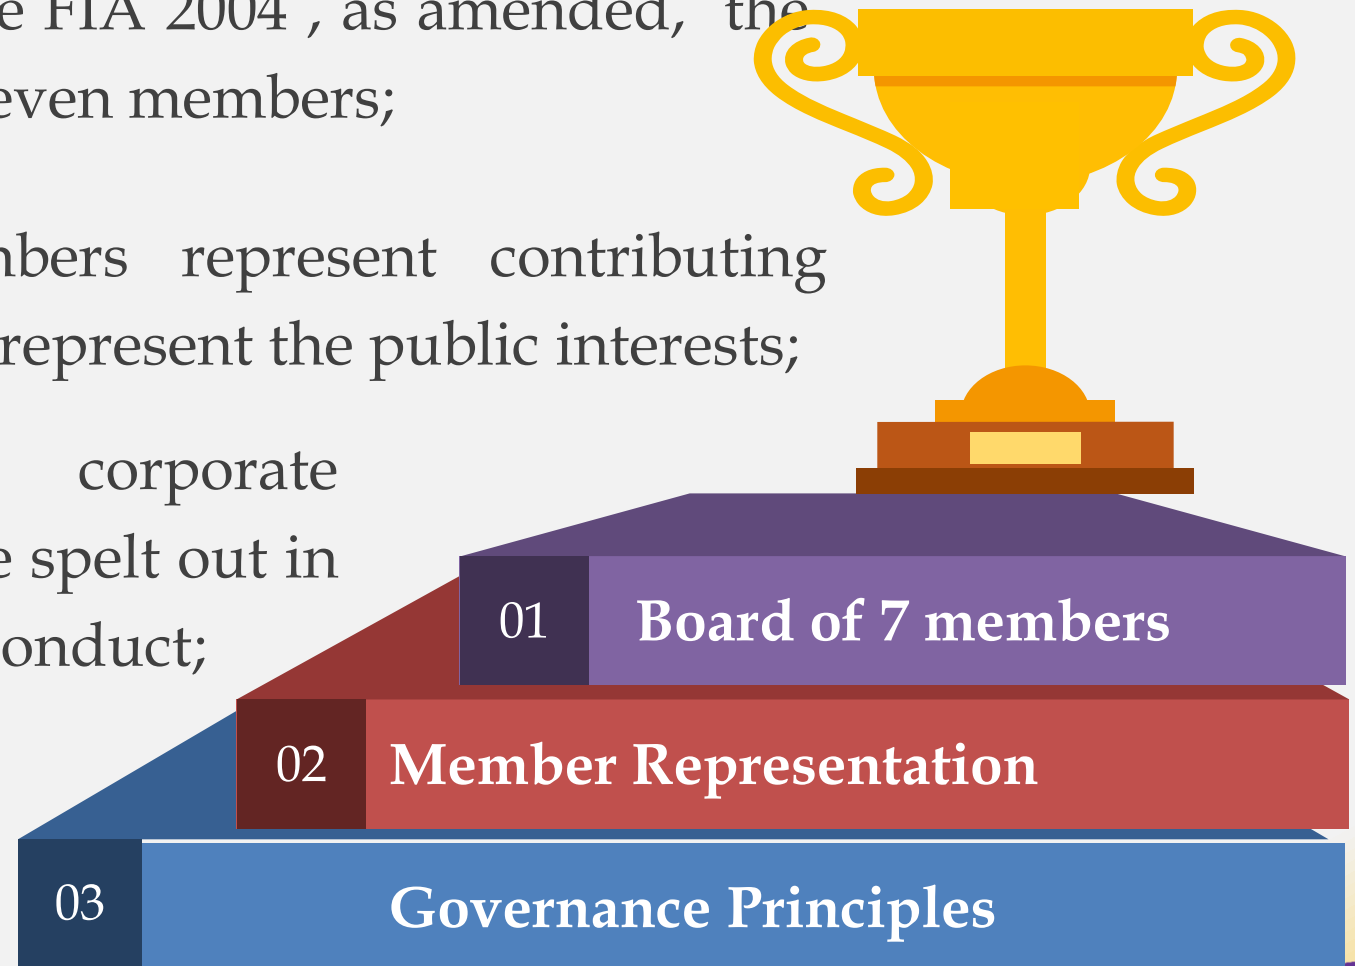 FIA 2004 , as amended, the
even members;
represent contributing
represent the public interests;
corporate
spelt out in
onduct;
01 Board of 7 members
02 Member Representation
03 Governance Principles